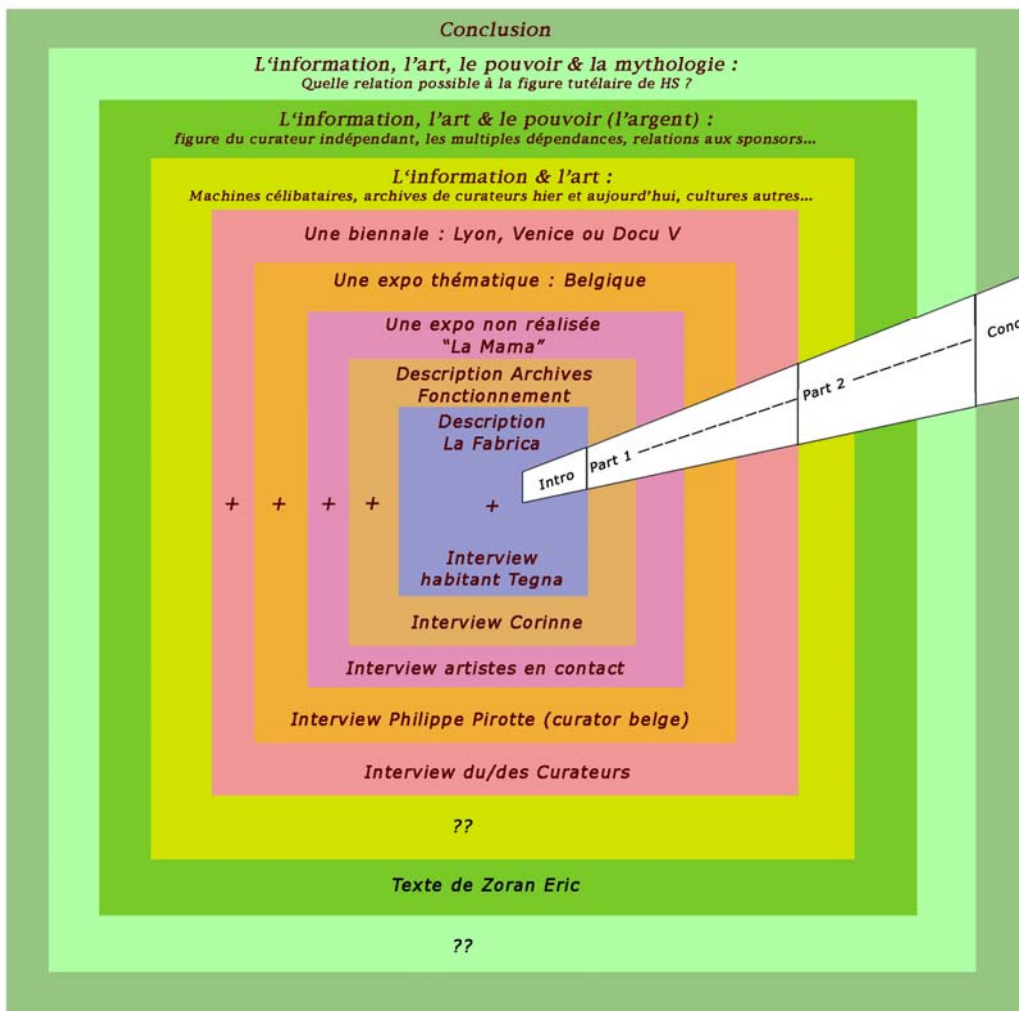 Conclusion
L'information, l'art, le pouvoir & la mythologie :
Quelle relation possible à la figure tutélaire de HS ?
L'information, l'art & le pouvoir (l'argent) :
figure du curateur indépendant, les multiples dépendances, relations aux sponsors...
L'information & l'art :
Machines célibataires, archives de curateurs hier et aujourd'hui, cultures autres...
Une biennale : Lyon, Venice ou Docu V
Une expo thématique : Belgique
Une expo non réalisée
"La Mama"
Description Archives
Fonctionnement
Description
La Fabrica
Intro
Part 1
Part 2
Conc
+ + + + +
Interview
habitant Tegna
Interview Corinne
Interview artistes en contact
Interview Philippe Pirotte (curator belge)
Interview du/des Curateurs
??
Texte de Zoran Eric
??